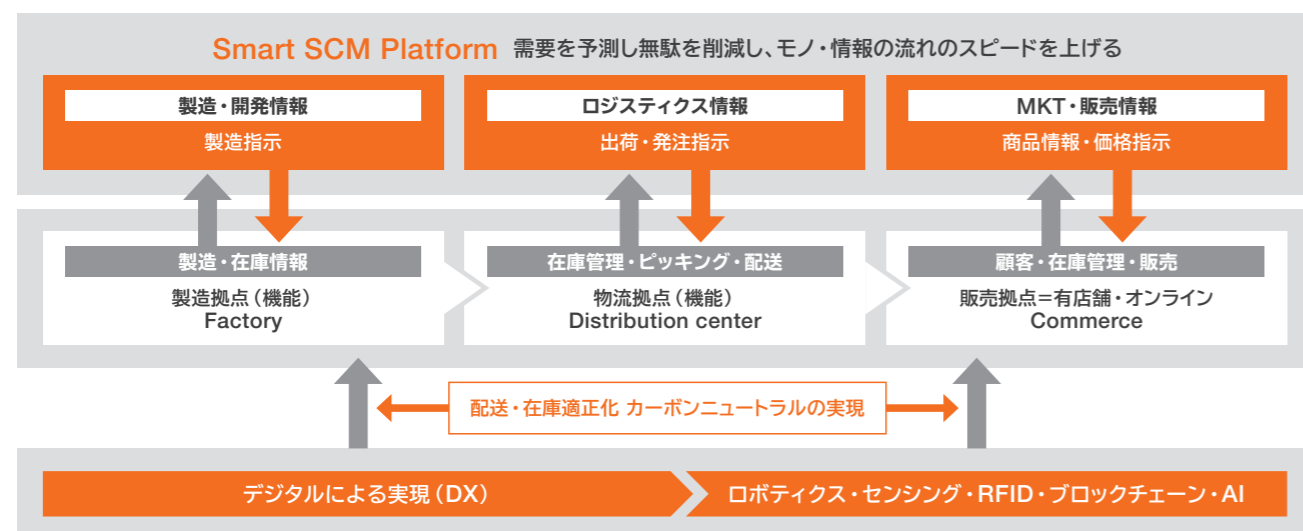 Smart SCM Platform 需要を予測し無駄を削減し、モノ・情報の流れのスピードを上げる
製造・開発情報
製造指示
ロジスティクス情報
出荷・発注指示
MKT・販売情報
商品情報・価格指示
製造・在庫情報
製造拠点(機能)
Factory
在庫管理・ピッキング・配送
物流拠点(機能)
Distribution center
顧客・在庫管理・販売
販売拠点=有店舗・オンライン
Commerce
配送・在庫適正化 カーボンニュートラルの実現
デジタルによる実現(DX)
ロボティクス・センシング・RFID・ブロックチェーン・AI